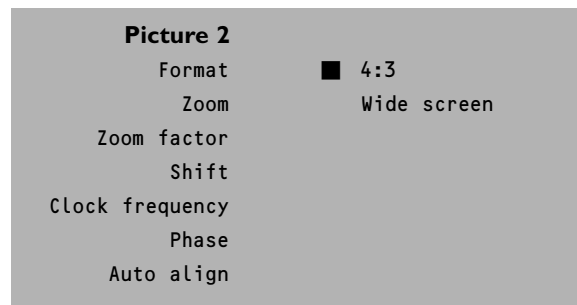 Picture 2
Format 4:3
Zoom Wide screen
Zoom factor
Shift
Clock frequency
Phase
Auto align